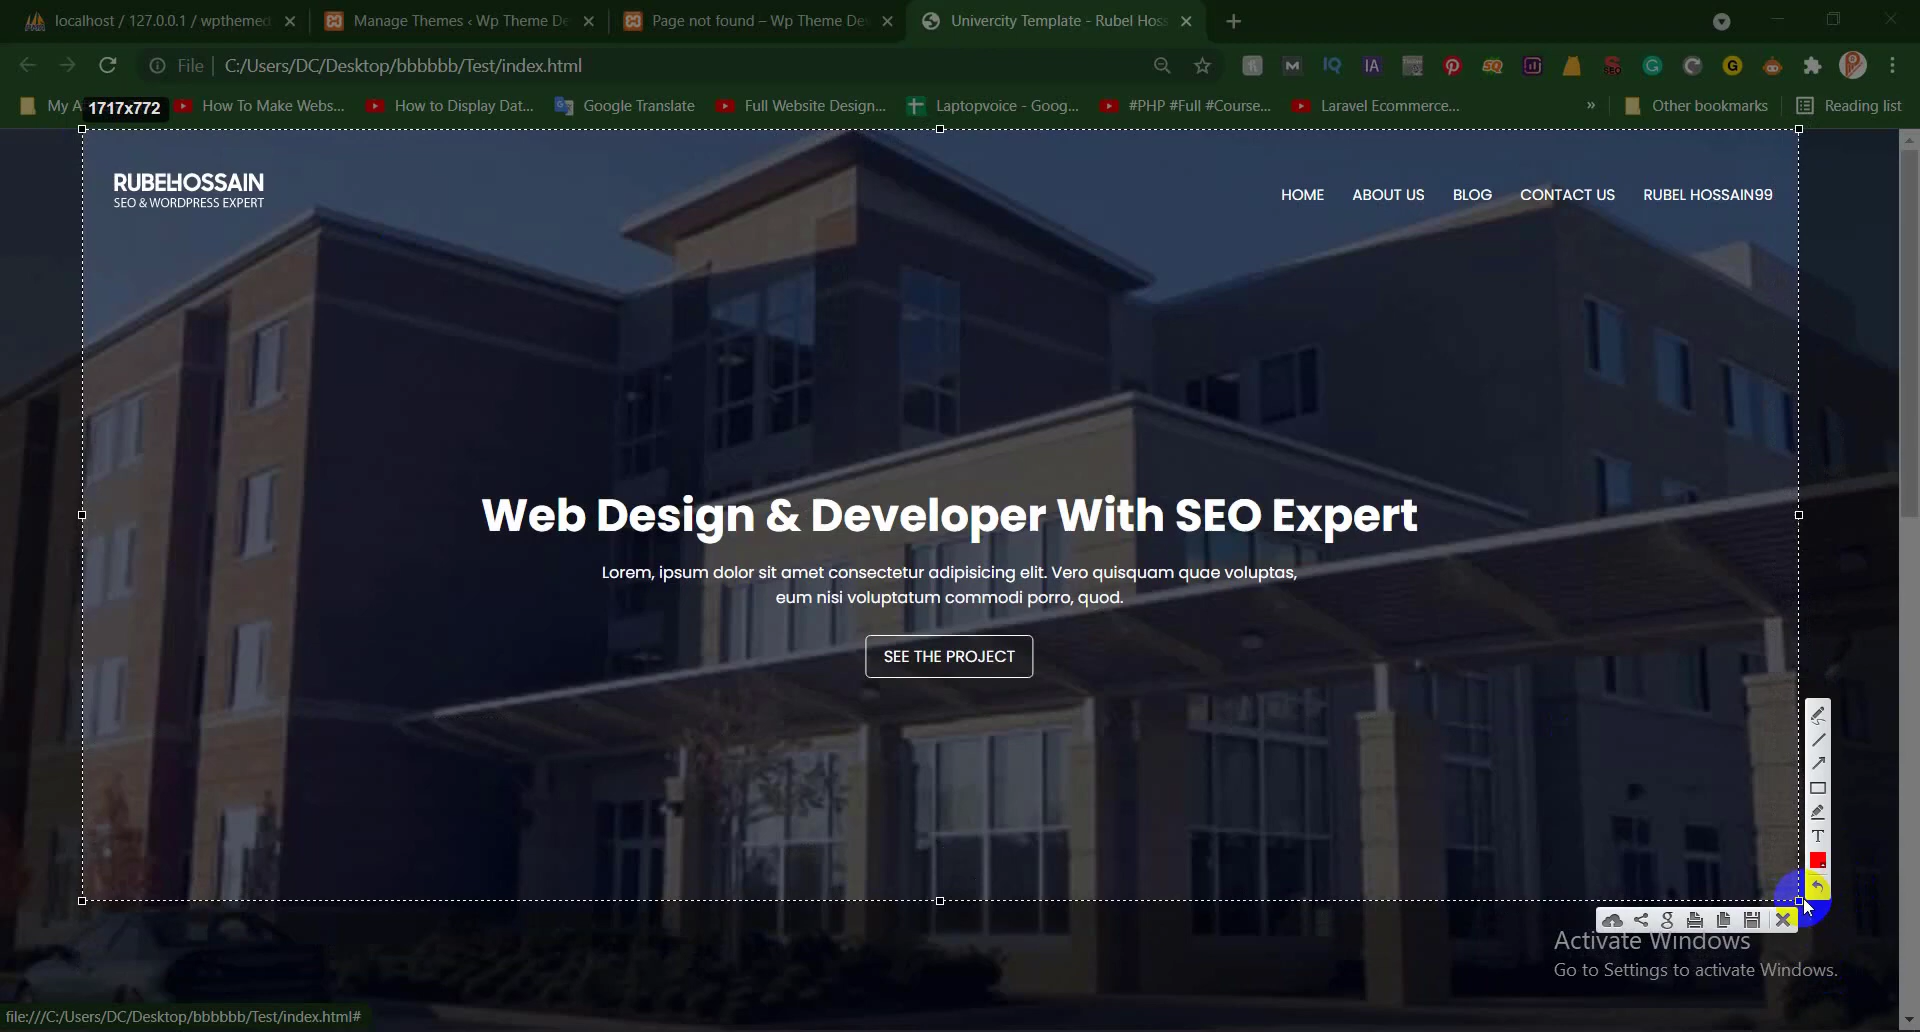 localhost / 127.0.0.1 / wpthemed
Manage Themes ‹ Wp Theme De
Page not found – Wp Theme Dev
Univercity Template - Rubel Hoss
File
C:/Users/DC/Desktop/bbbbbb/Test/index.html
My A
1717x772
How To Make Webs...
How to Display Dat...
Google Translate
Full Website Design...
Laptopvoice - Goog...
#PHP #Full #Course...
Laravel Ecommerce...
»
Other bookmarks
Reading list
RUBELHOSSAIN
SEO & WORDPRESS EXPERT
HOME
ABOUT US
BLOG
CONTACT US
RUBEL HOSSAIN99
Web Design & Developer With SEO Expert
Lorem, ipsum dolor sit amet consectetur adipisicing elit. Vero quisquam quae voluptas,
eum nisi voluptatum commodi porro, quod.
SEE THE PROJECT
Activate Windows
Go to Settings to activate Windows.
file:///C:/Users/DC/Desktop/bbbbbb/Test/index.html#